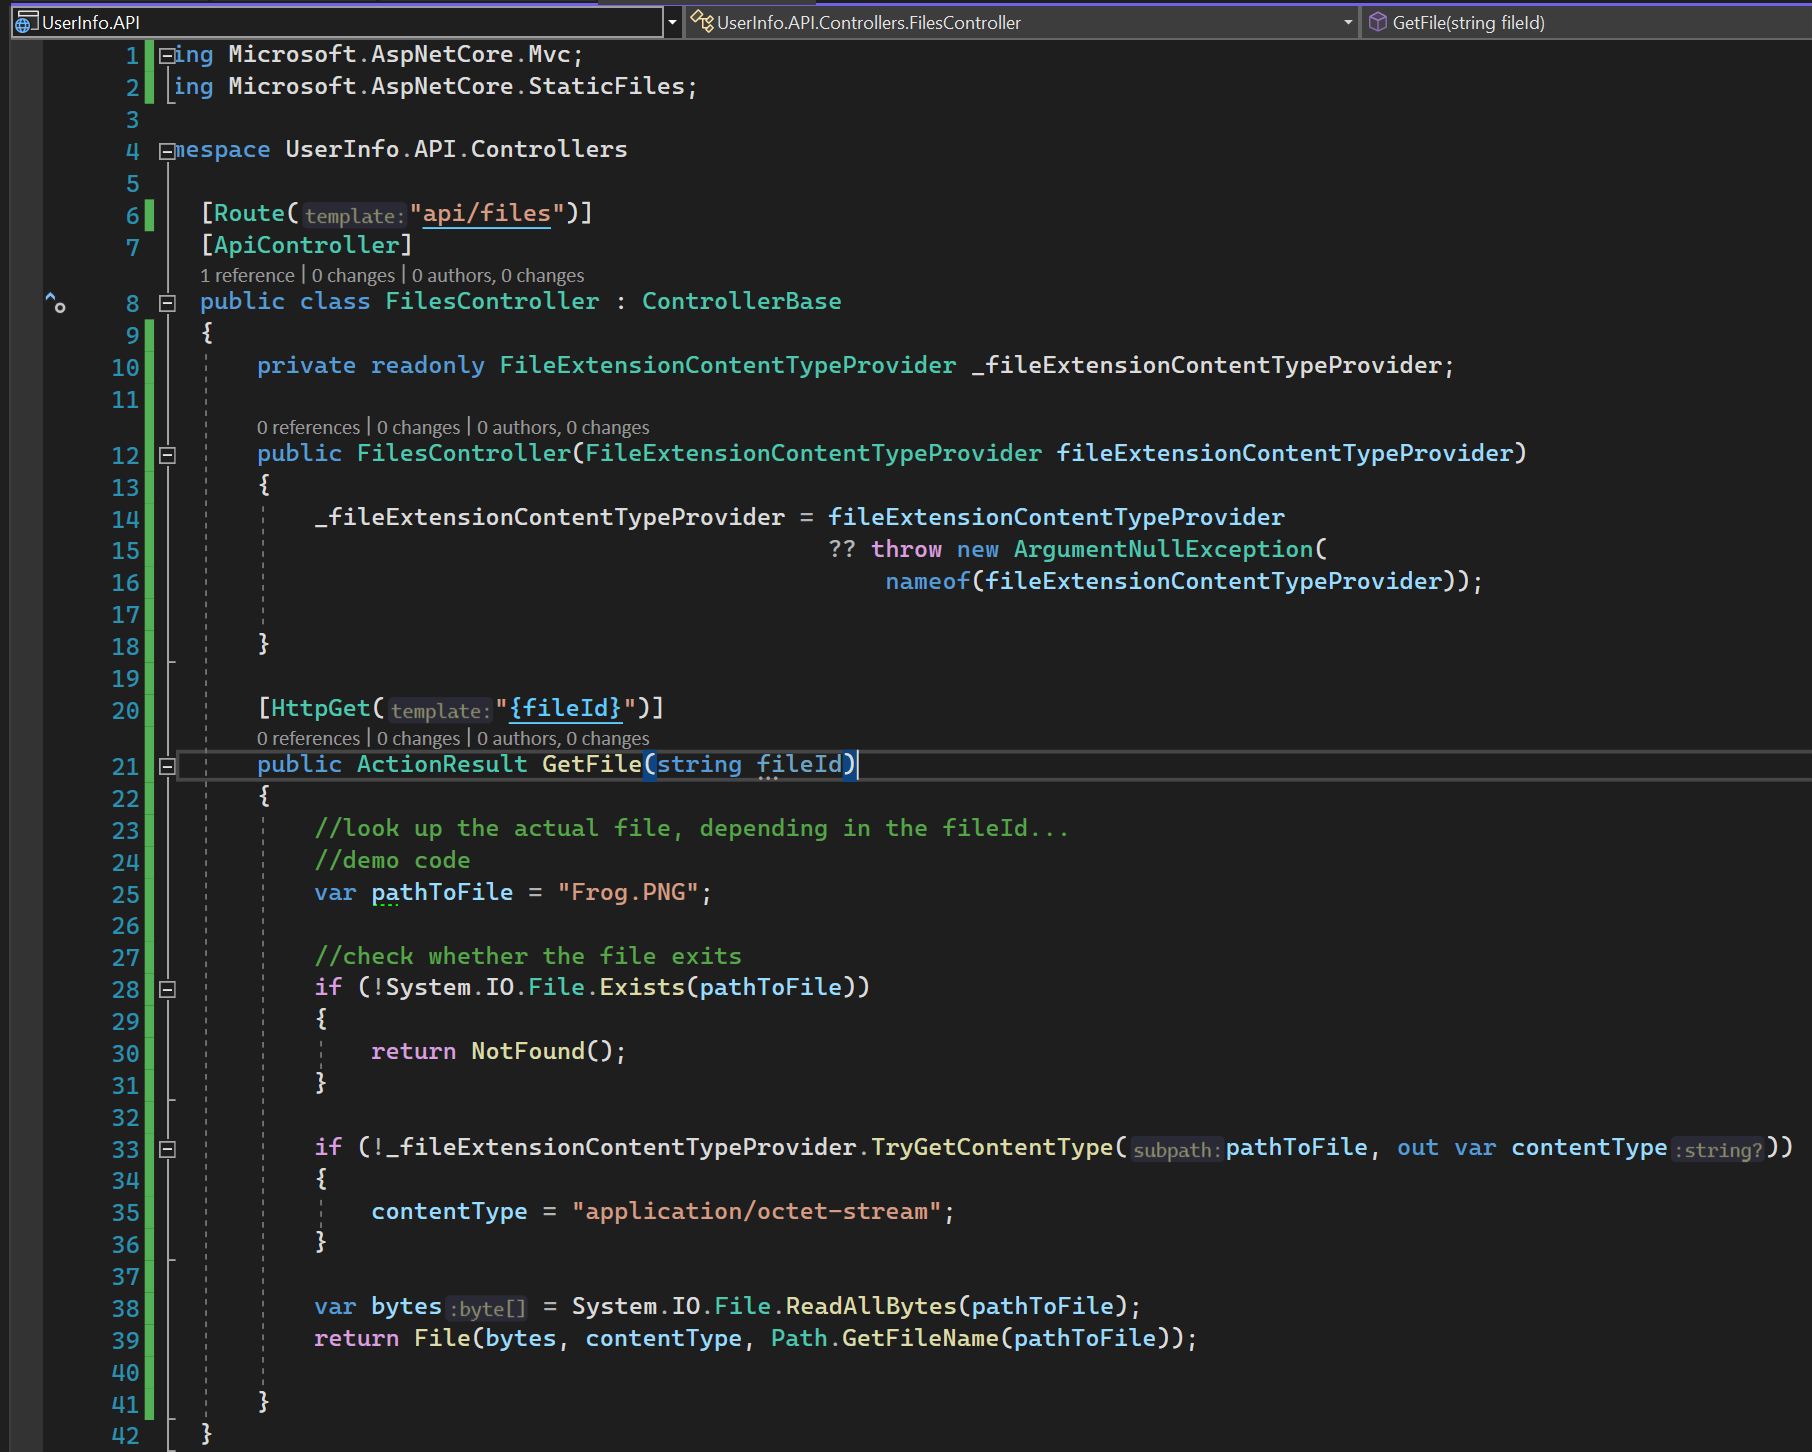 UserInfo.API UserInfo.API.Controllers.FilesController GetFile(string fileId)
1 ing Microsoft.AspNetCore.Mvc;
2 ing Microsoft.AspNetCore.StaticFiles;
3
4 mespace UserInfo.API.Controllers
5
6 [Route(template:"api/files")]
7 [ApiController]
1 reference | 0 changes | 0 authors, 0 changes
8 public class FilesController : ControllerBase
9 {
10 private readonly FileExtensionContentTypeProvider _fileExtensionContentTypeProvider;
11
0 references | 0 changes | 0 authors, 0 changes
12 public FilesController(FileExtensionContentTypeProvider fileExtensionContentTypeProvider)
13 {
14 _fileExtensionContentTypeProvider = fileExtensionContentTypeProvider
15 ?? throw new ArgumentNullException(
16 nameof(fileExtensionContentTypeProvider));
17
18 }
19
20 [HttpGet(template:"{fileId}")]
0 references | 0 changes | 0 authors, 0 changes
21 public ActionResult GetFile(string fileId)
22 {
23 //look up the actual file, depending in the fileId...
24 //demo code
25 var pathToFile = "Frog.PNG";
26
27 //check whether the file exits
28 if (!System.IO.File.Exists(pathToFile))
29 {
30 return NotFound();
31 }
32
33 if (!_fileExtensionContentTypeProvider.TryGetContentType(subpath:pathToFile, out var contentType:string?))
34 {
35 contentType = "application/octet-stream";
36 }
37
38 var bytes:byte[] = System.IO.File.ReadAllBytes(pathToFile);
39 return File(bytes, contentType, Path.GetFileName(pathToFile));
40
41 }
42 }